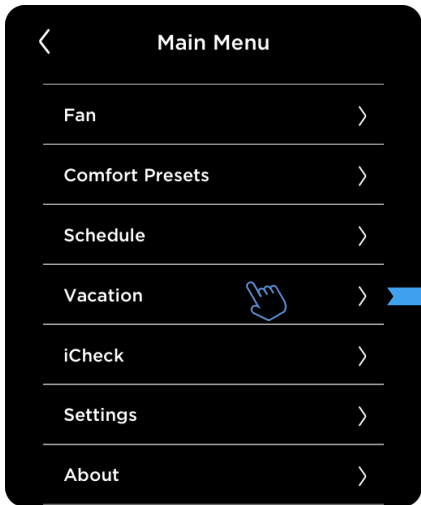 Main Menu
Fan
Comfort Presets
Schedule
Vacation
iCheck
Settings
About